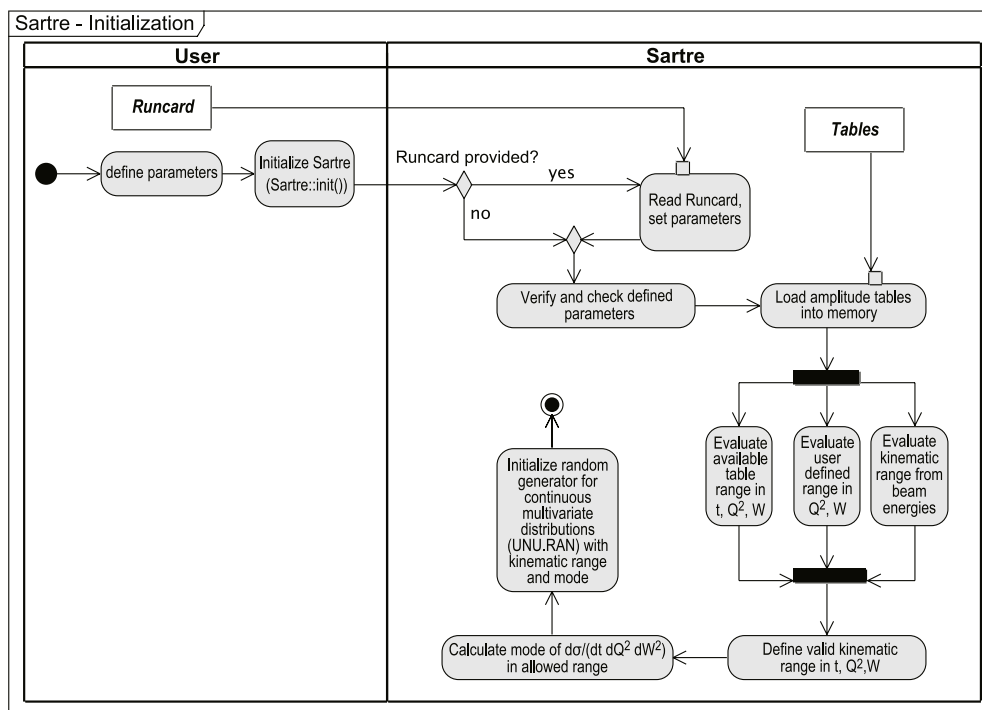 Sartre - Initialization
User
Sartre
Runcard
Tables
define parameters
Initialize Sartre
(Sartre::init())
Runcard provided?
yes
no
Read Runcard,
set parameters
Verify and check defined
parameters
Load amplitude tables
into memory
Evaluate
available
table
range in
t, Q², W
Evaluate
user
defined
range in
Q², W
Evaluate
kinematic
range from
beam
energies
Initialize random
generator for
continuous
multivariate
distributions
(UNU.RAN) with
kinematic range
and mode
Calculate mode of dσ/(dt dQ² dW²)
in allowed range
Define valid kinematic
range in t, Q²,W